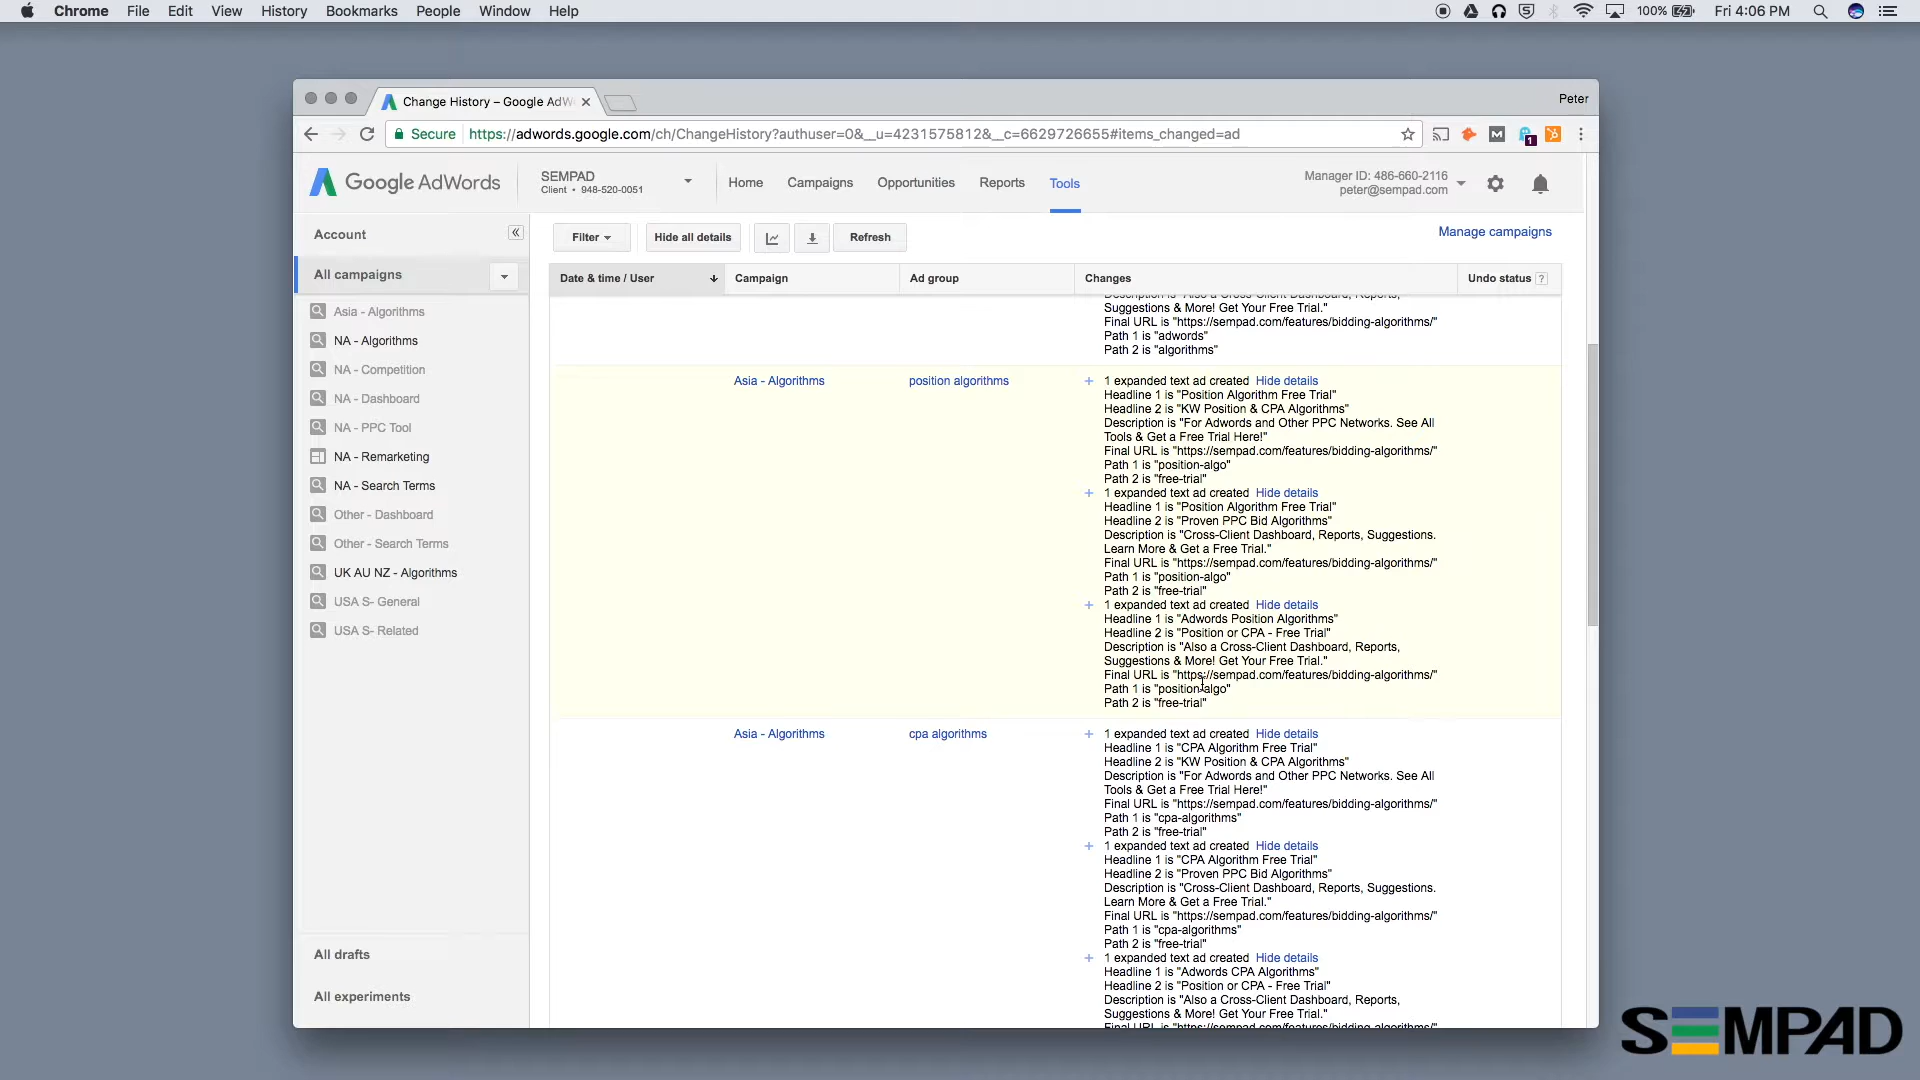 Chrome File Edit View History Bookmarks People Window Help
100% Fri 4:06 PM
Change History – Google AdW
Peter
Secure https://adwords.google.com/ch/ChangeHistory?authuser=0&__u=4231575812&__c=6629726655#items_changed=ad
1
Google AdWords
SEMPAD
Client • 948-520-0051
Home Campaigns Opportunities Reports Tools
Manager ID: 486-660-2116
peter@sempad.com
Account
All campaigns
Asia - Algorithms
NA - Algorithms
NA - Competition
NA - Dashboard
NA - PPC Tool
NA - Remarketing
NA - Search Terms
Other - Dashboard
Other - Search Terms
UK AU NZ - Algorithms
USA S- General
USA S- Related
All drafts
All experiments
Filter Hide all details Refresh
Manage campaigns
Date & time / User Campaign Ad group Changes Undo status ?
Description is "Also a Cross-Client Dashboard, Reports,
Suggestions & More! Get Your Free Trial."
Final URL is "https://sempad.com/features/bidding-algorithms/"
Path 1 is "adwords"
Path 2 is "algorithms"
Asia - Algorithms position algorithms + 1 expanded text ad created Hide details
Headline 1 is "Position Algorithm Free Trial"
Headline 2 is "KW Position & CPA Algorithms"
Description is "For Adwords and Other PPC Networks. See All
Tools & Get a Free Trial Here!"
Final URL is "https://sempad.com/features/bidding-algorithms/"
Path 1 is "position-algo"
Path 2 is "free-trial"
+ 1 expanded text ad created Hide details
Headline 1 is "Position Algorithm Free Trial"
Headline 2 is "Proven PPC Bid Algorithms"
Description is "Cross-Client Dashboard, Reports, Suggestions.
Learn More & Get a Free Trial."
Final URL is "https://sempad.com/features/bidding-algorithms/"
Path 1 is "position-algo"
Path 2 is "free-trial"
+ 1 expanded text ad created Hide details
Headline 1 is "Adwords Position Algorithms"
Headline 2 is "Position or CPA - Free Trial"
Description is "Also a Cross-Client Dashboard, Reports,
Suggestions & More! Get Your Free Trial."
Final URL is "https://sempad.com/features/bidding-algorithms/"
Path 1 is "position-algo"
Path 2 is "free-trial"
Asia - Algorithms cpa algorithms + 1 expanded text ad created Hide details
Headline 1 is "CPA Algorithm Free Trial"
Headline 2 is "KW Position & CPA Algorithms"
Description is "For Adwords and Other PPC Networks. See All
Tools & Get a Free Trial Here!"
Final URL is "https://sempad.com/features/bidding-algorithms/"
Path 1 is "cpa-algorithms"
Path 2 is "free-trial"
+ 1 expanded text ad created Hide details
Headline 1 is "CPA Algorithm Free Trial"
Headline 2 is "Proven PPC Bid Algorithms"
Description is "Cross-Client Dashboard, Reports, Suggestions.
Learn More & Get a Free Trial."
Final URL is "https://sempad.com/features/bidding-algorithms/"
Path 1 is "cpa-algorithms"
Path 2 is "free-trial"
+ 1 expanded text ad created Hide details
Headline 1 is "Adwords CPA Algorithms"
Headline 2 is "Position or CPA - Free Trial"
Description is "Also a Cross-Client Dashboard, Reports,
Suggestions & More! Get Your Free Trial."
Final URL is "https://sempad.com/features/bidding-algorithms/"
SEMPAD